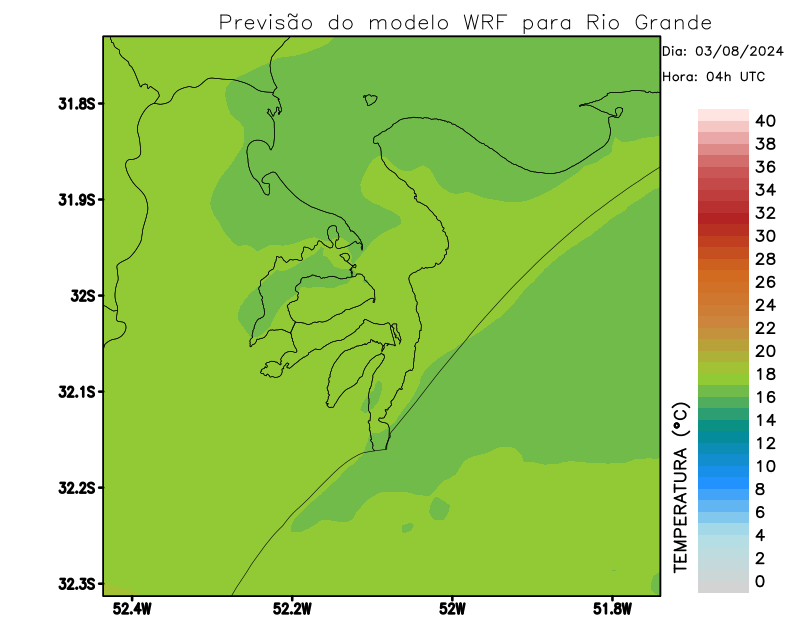 Previsão do modelo WRF para Rio Grande
Dia: 03/08/2024
Hora: 04h UTC
31.8S
31.9S
32S
32.1S
32.2S
32.3S
52.4W
52.2W
52W
51.8W
TEMPERATURA (°C)
40
38
36
34
32
30
28
26
24
22
20
18
16
14
12
10
8
6
4
2
0